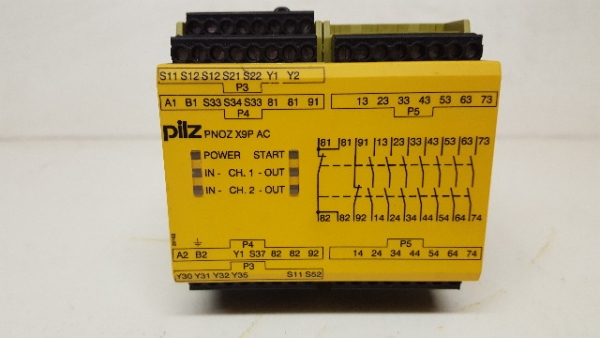 S11 S12 S12 S21 S22 Y1 Y2
P3
A1 B1 S33 S34 S33 81 81 91
P4
13 23 33 43 53 63 73
P5
pilz PNOZ X9P AC
POWER START
IN - CH. 1 - OUT
IN - CH. 2 - OUT
81 81 91 13 23 33 43 53 63 73
82 82 92 14 24 34 44 54 64 74
P4
A2 B2 Y1 S37 82 82 92
P5
14 24 34 44 54 64 74
P3
Y30 Y31 Y32 Y35 S11 S52